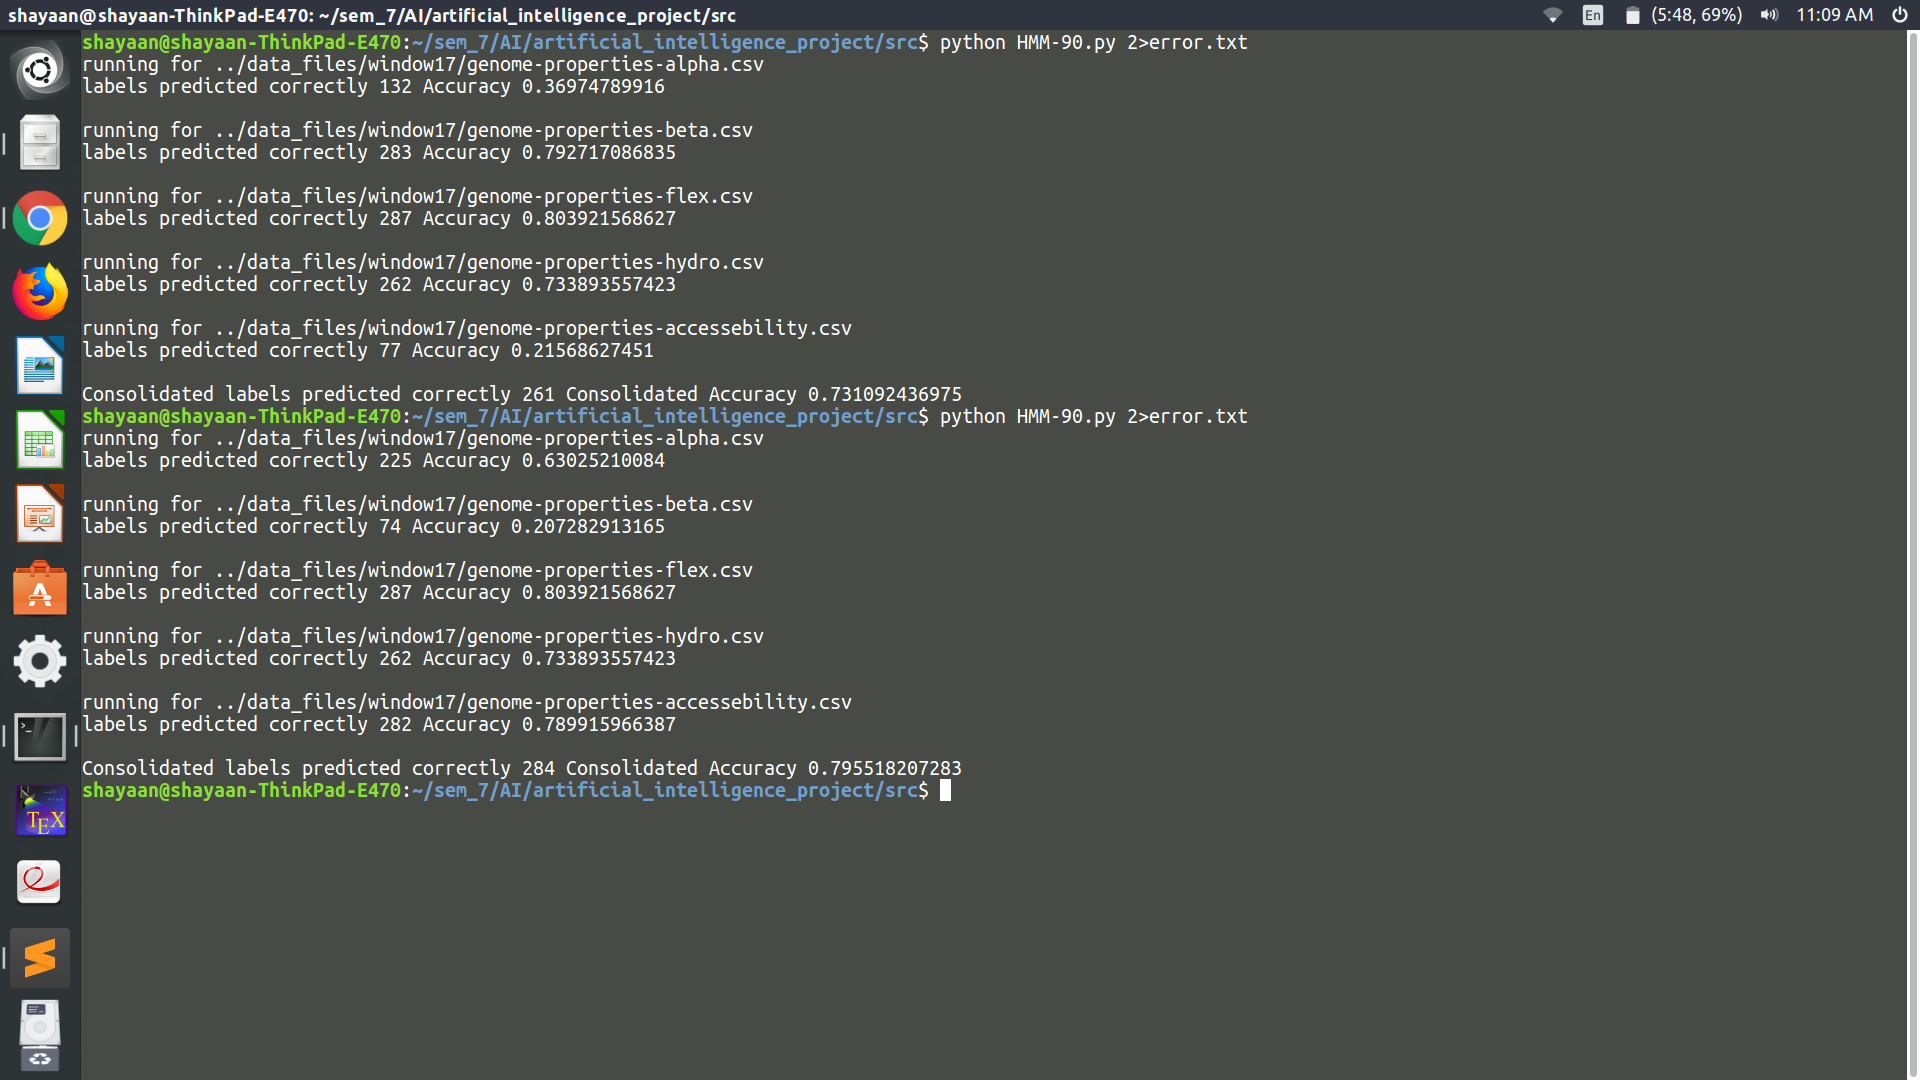 shayaan@shayaan-ThinkPad-E470: ~/sem_7/AI/artificial_intelligence_project/src
En
(5:48, 69%)
11:09 AM
shayaan@shayaan-ThinkPad-E470:~/sem_7/AI/artificial_intelligence_project/src$ python HMM-90.py 2>error.txt
running for ../data_files/window17/genome-properties-alpha.csv
labels predicted correctly 132 Accuracy 0.36974789916
running for ../data_files/window17/genome-properties-beta.csv
labels predicted correctly 283 Accuracy 0.792717086835
running for ../data_files/window17/genome-properties-flex.csv
labels predicted correctly 287 Accuracy 0.803921568627
running for ../data_files/window17/genome-properties-hydro.csv
labels predicted correctly 262 Accuracy 0.733893557423
running for ../data_files/window17/genome-properties-accessebility.csv
labels predicted correctly 77 Accuracy 0.21568627451
Consolidated labels predicted correctly 261 Consolidated Accuracy 0.731092436975
shayaan@shayaan-ThinkPad-E470:~/sem_7/AI/artificial_intelligence_project/src$ python HMM-90.py 2>error.txt
running for ../data_files/window17/genome-properties-alpha.csv
labels predicted correctly 225 Accuracy 0.63025210084
running for ../data_files/window17/genome-properties-beta.csv
labels predicted correctly 74 Accuracy 0.207282913165
running for ../data_files/window17/genome-properties-flex.csv
labels predicted correctly 287 Accuracy 0.803921568627
running for ../data_files/window17/genome-properties-hydro.csv
labels predicted correctly 262 Accuracy 0.733893557423
running for ../data_files/window17/genome-properties-accessebility.csv
labels predicted correctly 282 Accuracy 0.789915966387
Consolidated labels predicted correctly 284 Consolidated Accuracy 0.795518207283
shayaan@shayaan-ThinkPad-E470:~/sem_7/AI/artificial_intelligence_project/src$
TEX